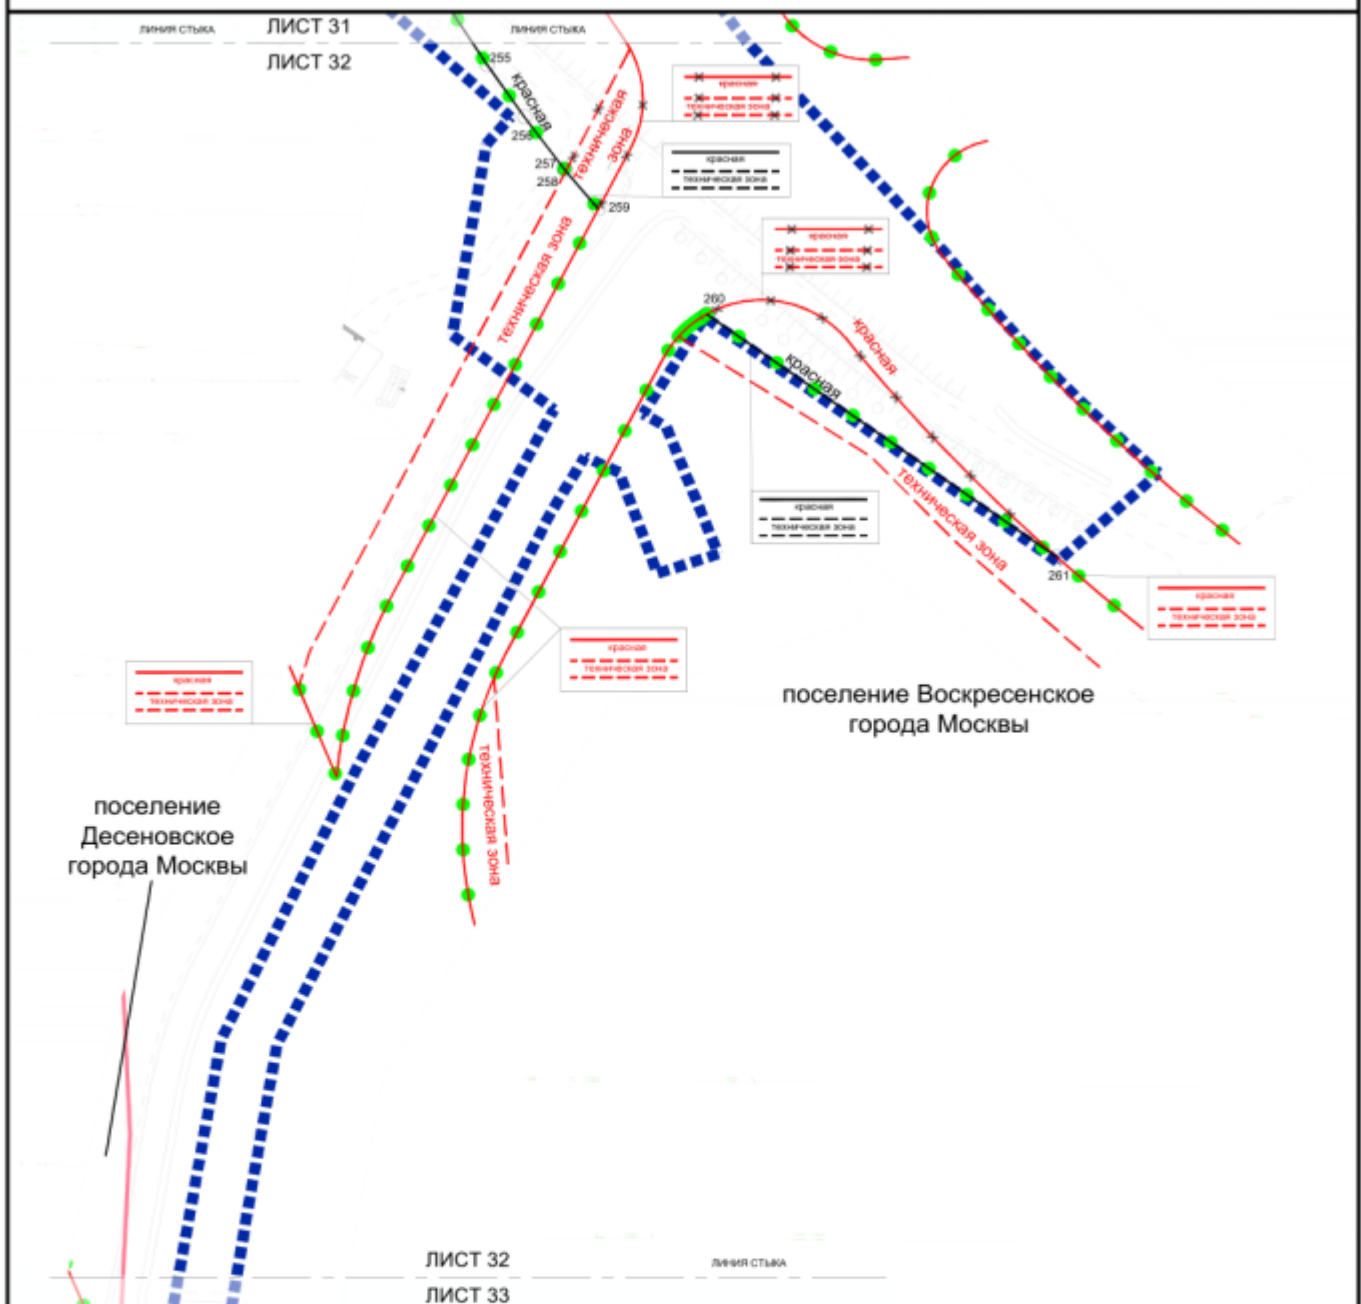 ЛИНИЯ СТЫКА
ЛИСТ 31
ЛИНИЯ СТЫКА
ЛИСТ 32
255
красная
256
257
258
259
техническая
зона
красная
техническая зона
красная
техническая зона
красная
техническая зона
техническая зона
260
красная
красная
техническая зона
красная
техническая зона
261
красная
техническая зона
красная
техническая зона
красная
техническая зона
техническая зона
поселение Воскресенское
города Москвы
поселение
Десеновское
города Москвы
ЛИСТ 32
ЛИНИЯ СТЫКА
ЛИСТ 33